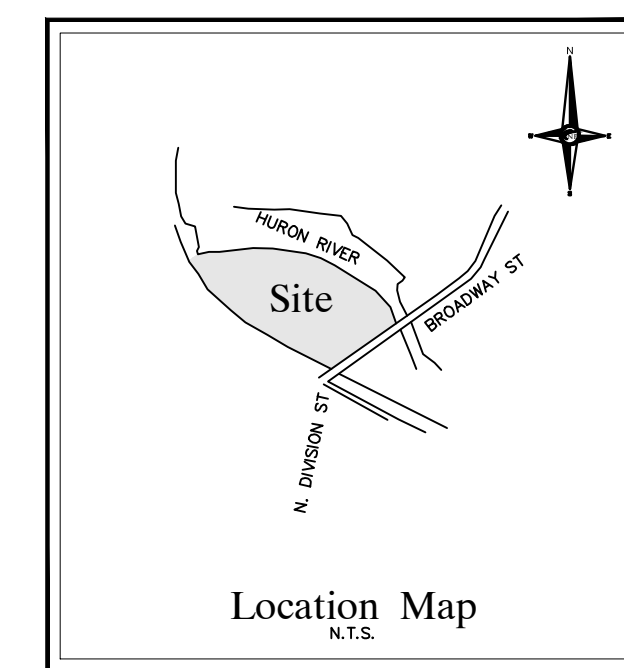 N
HURON RIVER
BROADWAY ST
Site
N. DIVISION ST
Location Map
N.T.S.